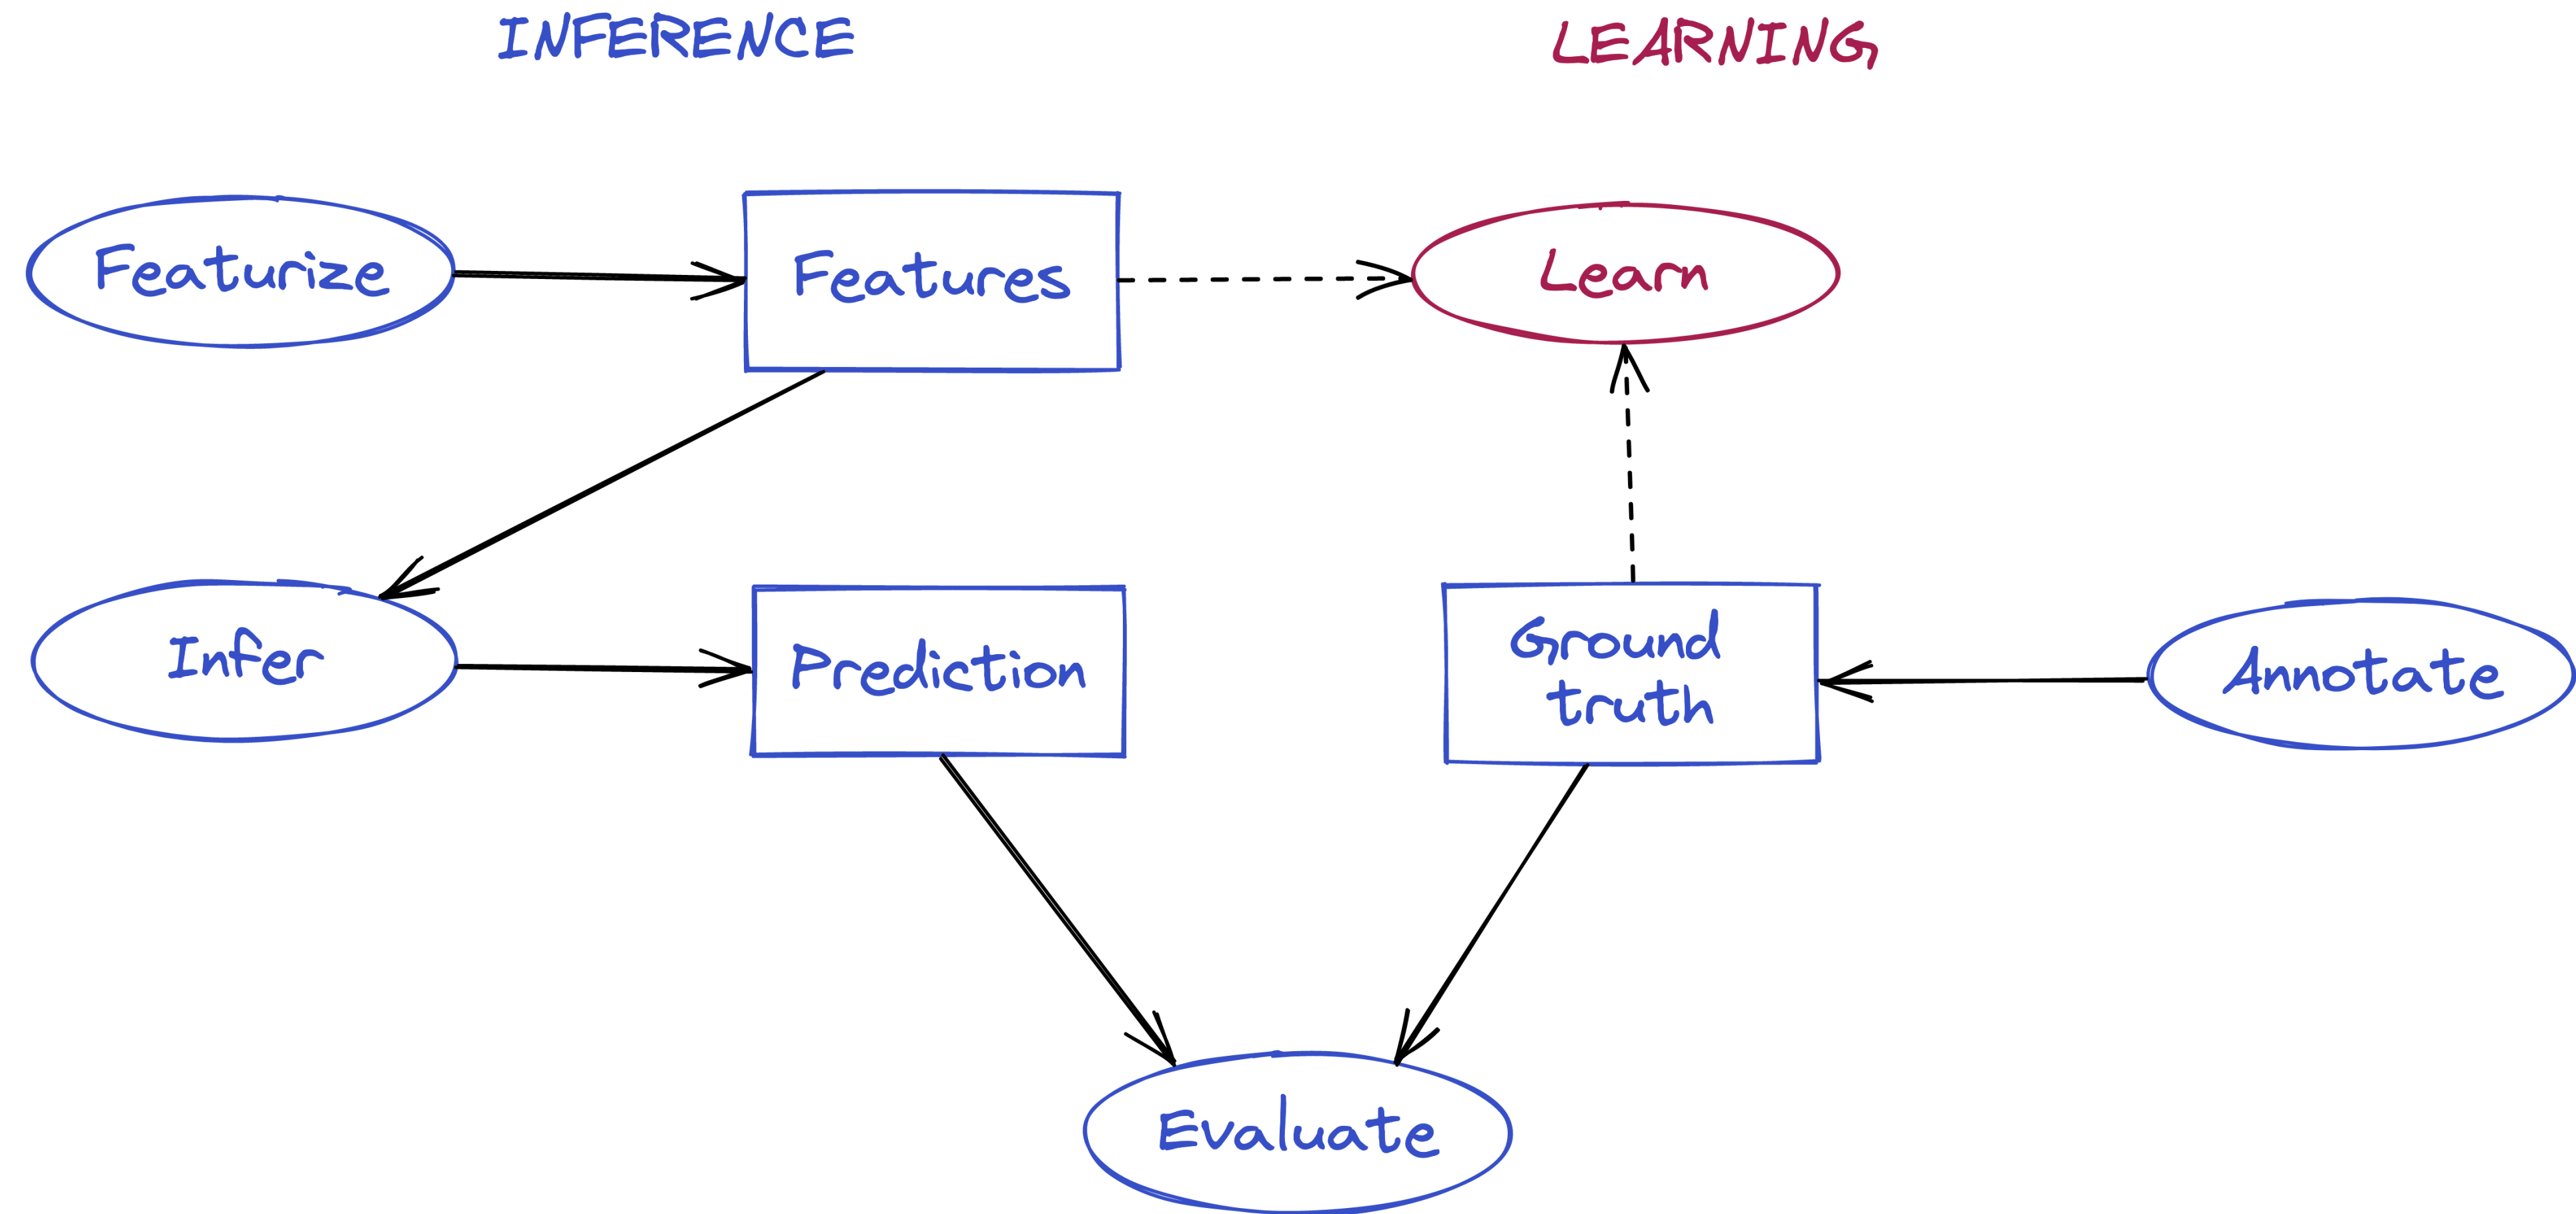 INFERENCE
LEARNING
Featurize
Features
Learn
Infer
Prediction
Ground
truth
Annotate
Evaluate